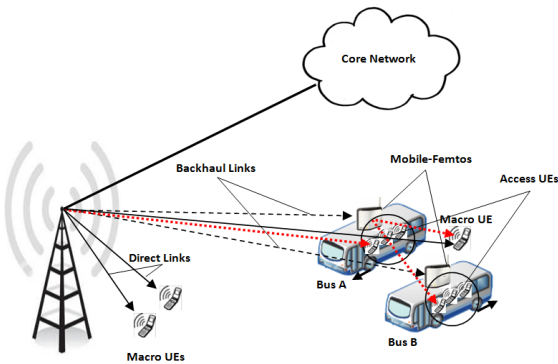 Core Network
Mobile-Femtos
Backhaul Links
Access UEs
Macro UE
Direct Links
Bus A
Bus B
Macro UEs